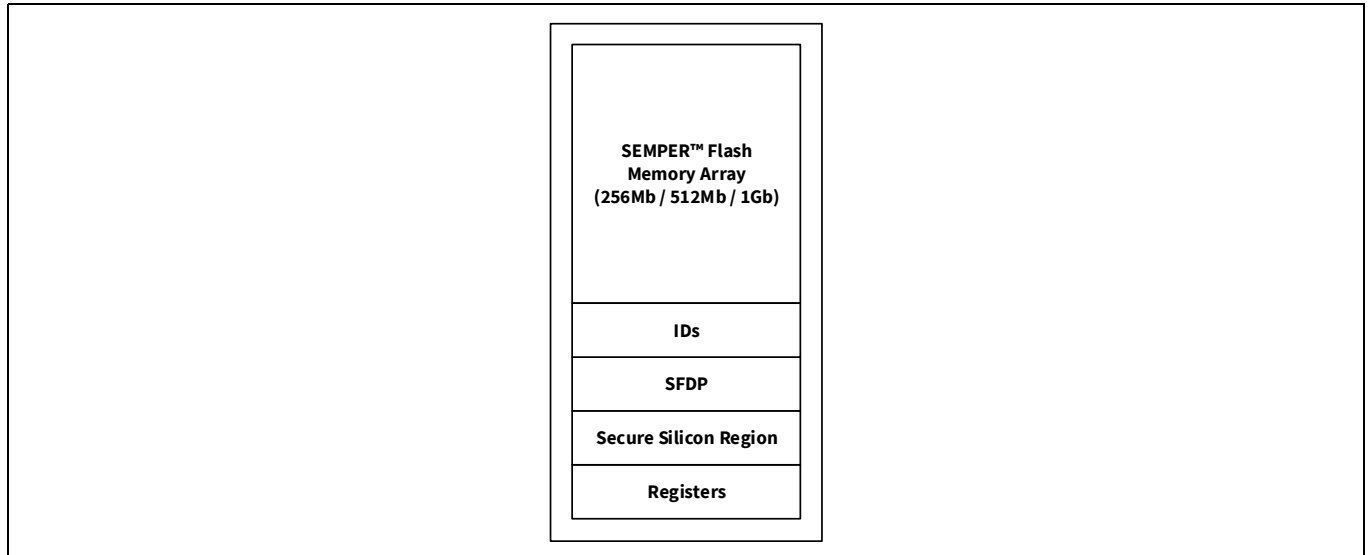 SEMPER™ Flash
Memory Array
(256Mb / 512Mb / 1Gb)
IDs
SFDP
Secure Silicon Region
Registers